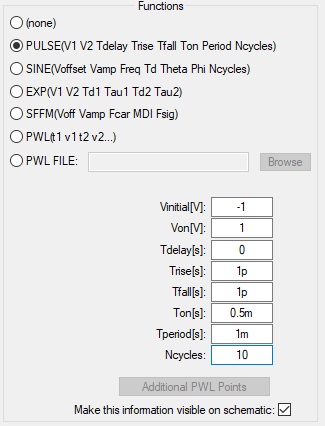 Functions
(none)
PULSE(V1 V2 Tdelay Trise Tfall Ton Period Ncycles)
SINE(Voffset Vamp Freq Td Theta Phi Ncycles)
EXP(V1 V2 Td1 Tau1 Td2 Tau2)
SFFM(Voff Vamp Fcar MDI Fsig)
PWL(t1 v1 t2 v2...)
PWL FILE: Browse
Vinitial[V]: -1
Von[V]: 1
Tdelay[s]: 0
Trise[s]: 1p
Tfall[s]: 1p
Ton[s]: 0.5m
Tperiod[s]: 1m
Ncycles: 10
Additional PWL Points
Make this information visible on schematic: